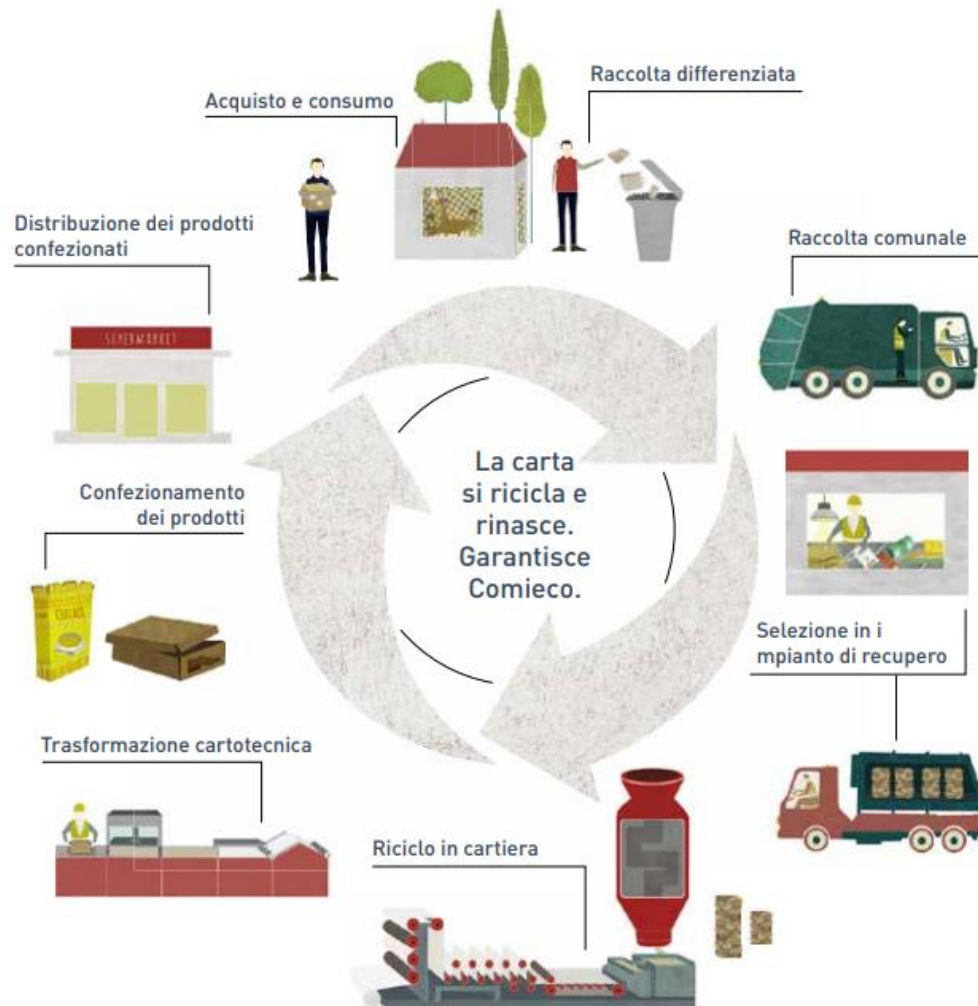 Acquisto e consumo
Raccolta differenziata
Raccolta comunale
Selezione in i
mpianto di recupero
Riciclo in cartiera
Trasformazione cartotecnica
Confezionamento
dei prodotti
Distribuzione dei prodotti
confezionati
SUPERMARKET
La carta
si ricicla e
rinasce.
Garantisce
Comieco.